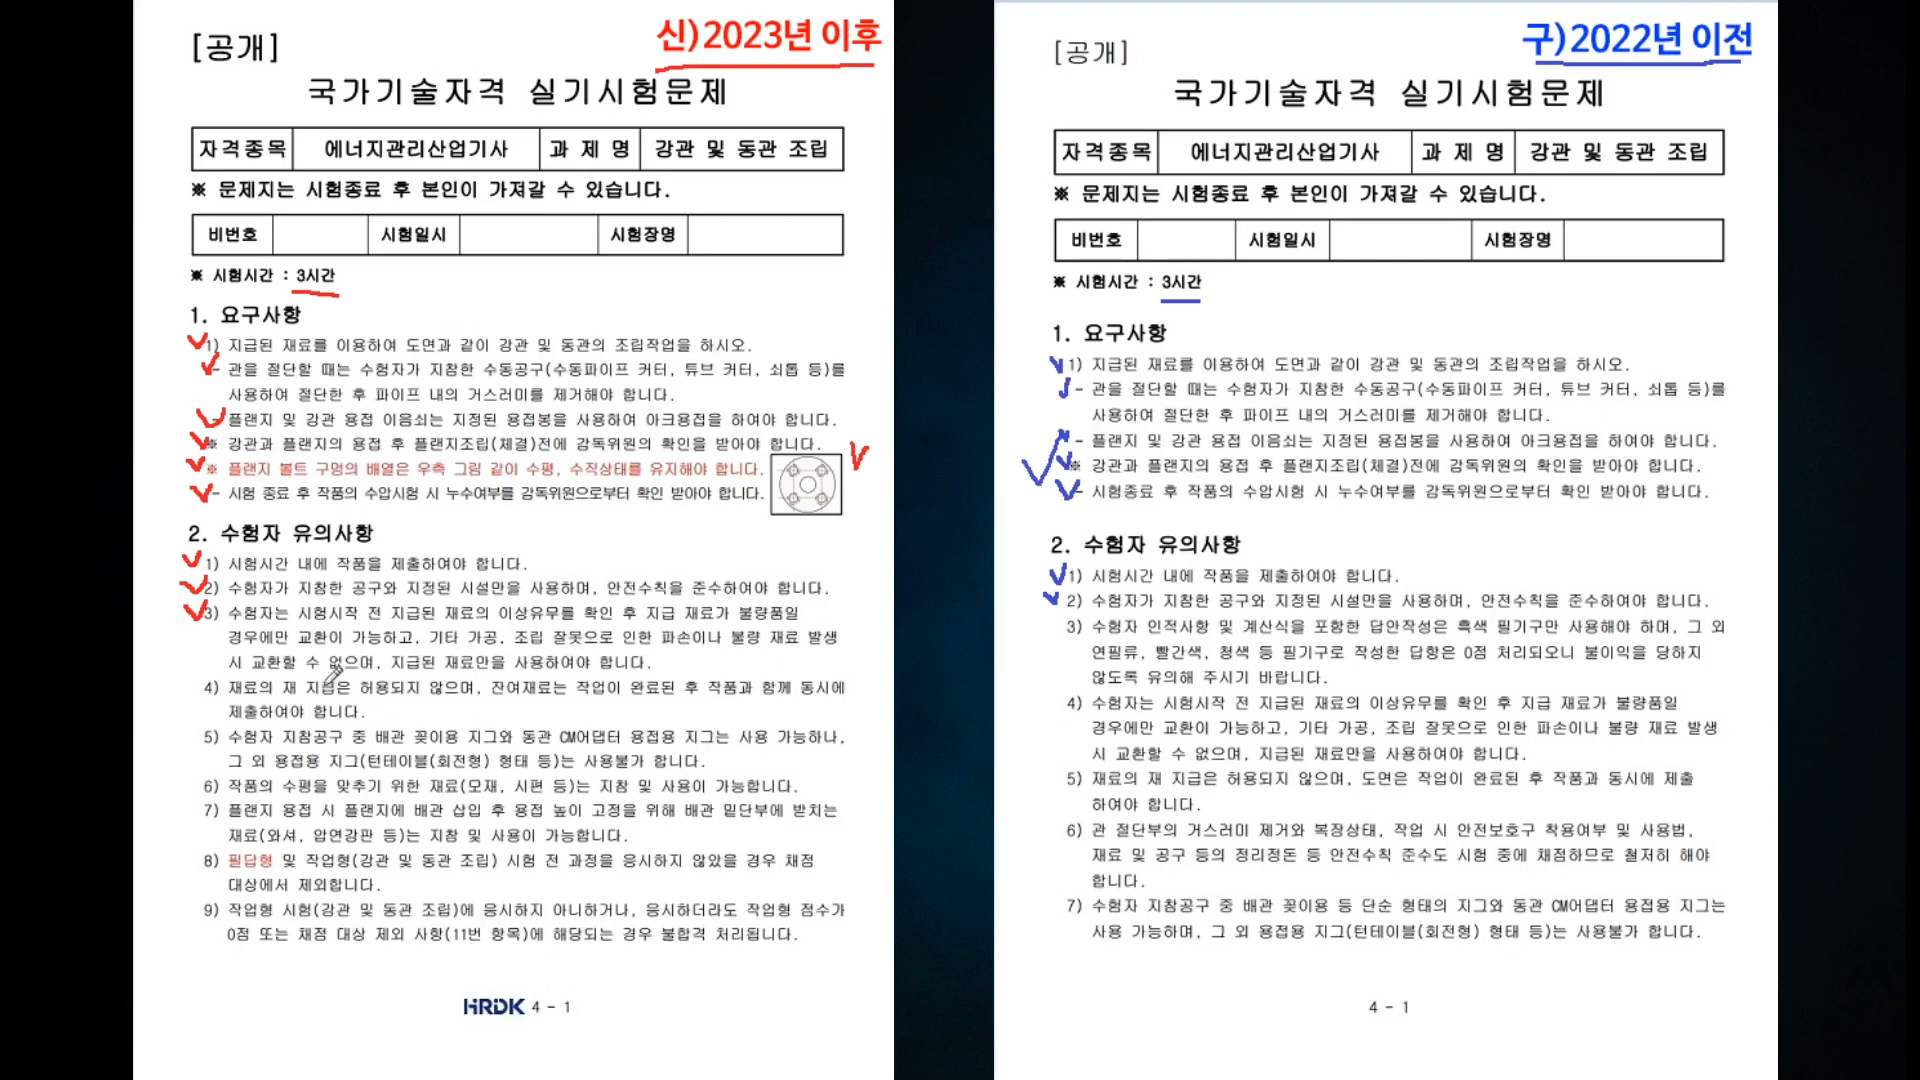 신)2023년 이후
[공개]
국가기술자격 실기시험문제
자격종목 에너지관리산업기사 과 제 명 강관 및 동관 조립
※ 문제지는 시험종료 후 본인이 가져갈 수 있습니다.
비번호 시험일시 시험장명
※ 시험시간 : 3시간
1. 요구사항
1) 지급된 재료를 이용하여 도면과 같이 강관 및 동관의 조립작업을 하시오.
- 관을 절단할 때는 수험자가 지참한 수동공구(수동파이프 커터, 튜브 커터, 쇠톱 등)를
사용하여 절단한 후 파이프 내의 거스러미를 제거해야 합니다.
- 플랜지 및 강관 용접 이음쇠는 지정된 용접봉을 사용하여 아크용접을 하여야 합니다.
※ 강관과 플랜지의 용접 후 플랜지조립(체결)전에 감독위원의 확인을 받아야 합니다.
※ 플랜지 볼트 구멍의 배열은 우측 그림 같이 수평, 수직상태를 유지해야 합니다.
- 시험 종료 후 작품의 수압시험 시 누수여부를 감독위원으로부터 확인 받아야 합니다.
2. 수험자 유의사항
1) 시험시간 내에 작품을 제출하여야 합니다.
2) 수험자가 지참한 공구와 지정된 시설만을 사용하며, 안전수칙을 준수하여야 합니다.
3) 수험자는 시험시작 전 지급된 재료의 이상유무를 확인 후 지급 재료가 불량품일
경우에만 교환이 가능하고, 기타 가공, 조립 잘못으로 인한 파손이나 불량 재료 발생
시 교환할 수 없으며, 지급된 재료만을 사용하여야 합니다.
4) 재료의 재 지급은 허용되지 않으며, 잔여재료는 작업이 완료된 후 작품과 함께 동시에
제출하여야 합니다.
5) 수험자 지참공구 중 배관 꽂이용 지그와 동관 CM어댑터 용접용 지그는 사용 가능하나,
그 외 용접용 지그(턴테이블(회전형) 형태 등)는 사용불가 합니다.
6) 작품의 수평을 맞추기 위한 재료(모재, 시편 등)는 지참 및 사용이 가능합니다.
7) 플랜지 용접 시 플랜지에 배관 삽입 후 용접 높이 고정을 위해 배관 밑단부에 받치는
재료(와셔, 압연강판 등)는 지참 및 사용이 가능합니다.
8) 필답형 및 작업형(강관 및 동관 조립) 시험 전 과정을 응시하지 않았을 경우 채점
대상에서 제외합니다.
9) 작업형 시험(강관 및 동관 조립)에 응시하지 아니하거나, 응시하더라도 작업형 점수가
0점 또는 채점 대상 제외 사항(11번 항목)에 해당되는 경우 불합격 처리됩니다.
HRDK 4 - 1
구)2022년 이전
[공개]
국가기술자격 실기시험문제
자격종목 에너지관리산업기사 과 제 명 강관 및 동관 조립
※ 문제지는 시험종료 후 본인이 가져갈 수 있습니다.
비번호 시험일시 시험장명
※ 시험시간 : 3시간
1. 요구사항
1) 지급된 재료를 이용하여 도면과 같이 강관 및 동관의 조립작업을 하시오.
- 관을 절단할 때는 수험자가 지참한 수동공구(수동파이프 커터, 튜브 커터, 쇠톱 등)를
사용하여 절단한 후 파이프 내의 거스러미를 제거해야 합니다.
- 플랜지 및 강관 용접 이음쇠는 지정된 용접봉을 사용하여 아크용접을 하여야 합니다.
※ 강관과 플랜지의 용접 후 플랜지조립(체결)전에 감독위원의 확인을 받아야 합니다.
- 시험종료 후 작품의 수압시험 시 누수여부를 감독위원으로부터 확인 받아야 합니다.
2. 수험자 유의사항
1) 시험시간 내에 작품을 제출하여야 합니다.
2) 수험자가 지참한 공구와 지정된 시설만을 사용하며, 안전수칙을 준수하여야 합니다.
3) 수험자 인적사항 및 계산식을 포함한 답안작성은 흑색 필기구만 사용해야 하며, 그 외
연필류, 빨간색, 청색 등 필기구로 작성한 답항은 0점 처리되오니 불이익을 당하지
않도록 유의해 주시기 바랍니다.
4) 수험자는 시험시작 전 지급된 재료의 이상유무를 확인 후 지급 재료가 불량품일
경우에만 교환이 가능하고, 기타 가공, 조립 잘못으로 인한 파손이나 불량 재료 발생
시 교환할 수 없으며, 지급된 재료만을 사용하여야 합니다.
5) 재료의 재 지급은 허용되지 않으며, 도면은 작업이 완료된 후 작품과 동시에 제출
하여야 합니다.
6) 관 절단부의 거스러미 제거와 복장상태, 작업 시 안전보호구 착용여부 및 사용법,
재료 및 공구 등의 정리정돈 등 안전수칙 준수도 시험 중에 채점하므로 철저히 해야
합니다.
7) 수험자 지참공구 중 배관 꽂이용 등 단순 형태의 지그와 동관 CM어댑터 용접용 지그는
사용 가능하며, 그 외 용접용 지그(턴테이블(회전형) 형태 등)는 사용불가 합니다.
4 - 1